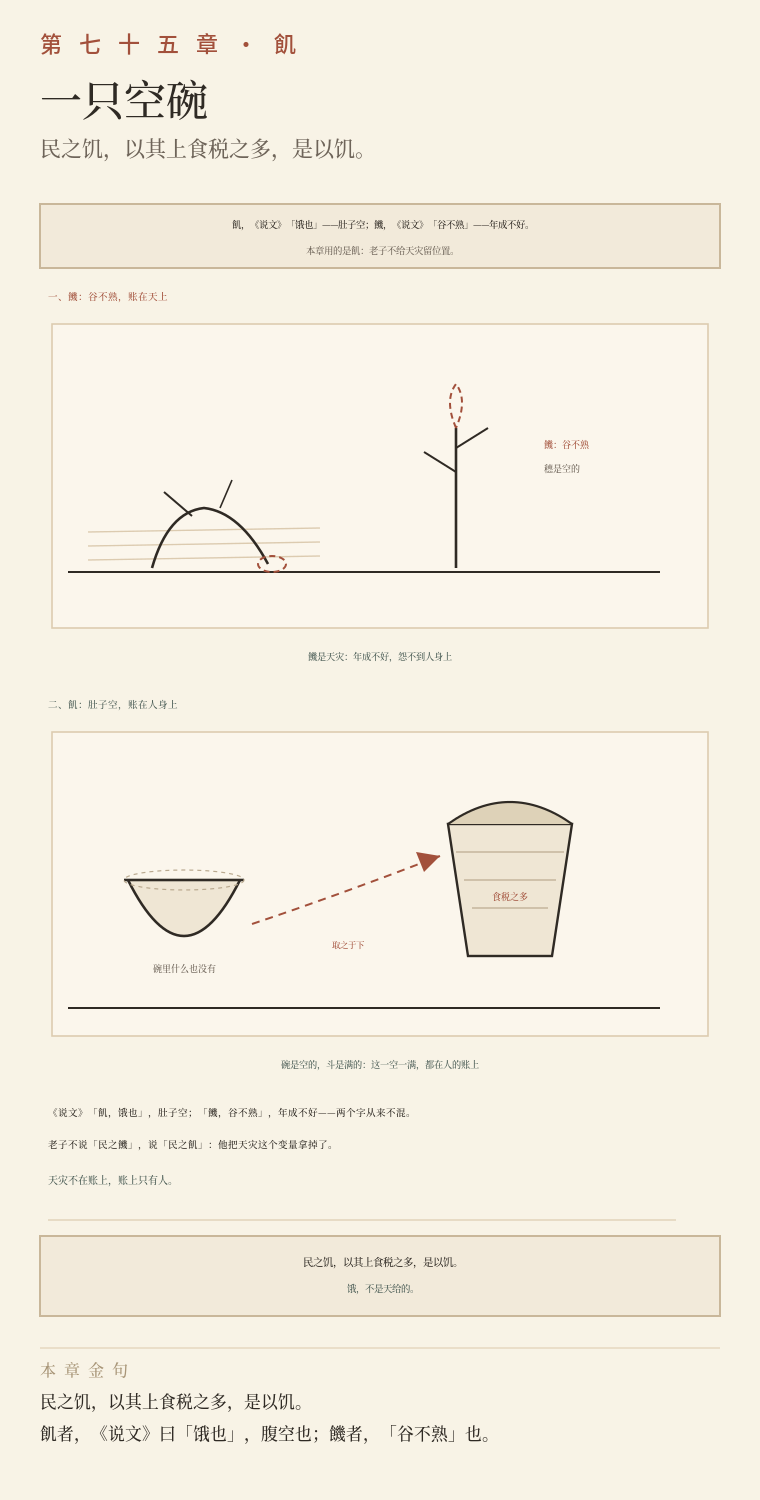 第七十五章·飢
一只空碗
民之饥，以其上食税之多，是以饥。
飢，《说文》「饿也」——肚子空；饑，《说文》「谷不熟」——年成不好。
本章用的是飢：老子不给天灾留位置。
一、饑：谷不熟，账在天上
饑：谷不熟
穗是空的
饑是天灾：年成不好，怨不到人身上
二、飢：肚子空，账在人身上
食税之多
取之于下
碗里什么也没有
碗是空的，斗是满的：这一空一满，都在人的账上
《说文》「飢，饿也」，肚子空；「饑，谷不熟」，年成不好——两个字从来不混。
老子不说「民之饑」，说「民之飢」：他把天灾这个变量拿掉了。
天灾不在账上，账上只有人。
民之饥，以其上食税之多，是以饥。
饿，不是天给的。
本章金句
民之饥，以其上食税之多，是以饥。
飢者，《说文》曰「饿也」，腹空也；饑者，「谷不熟」也。